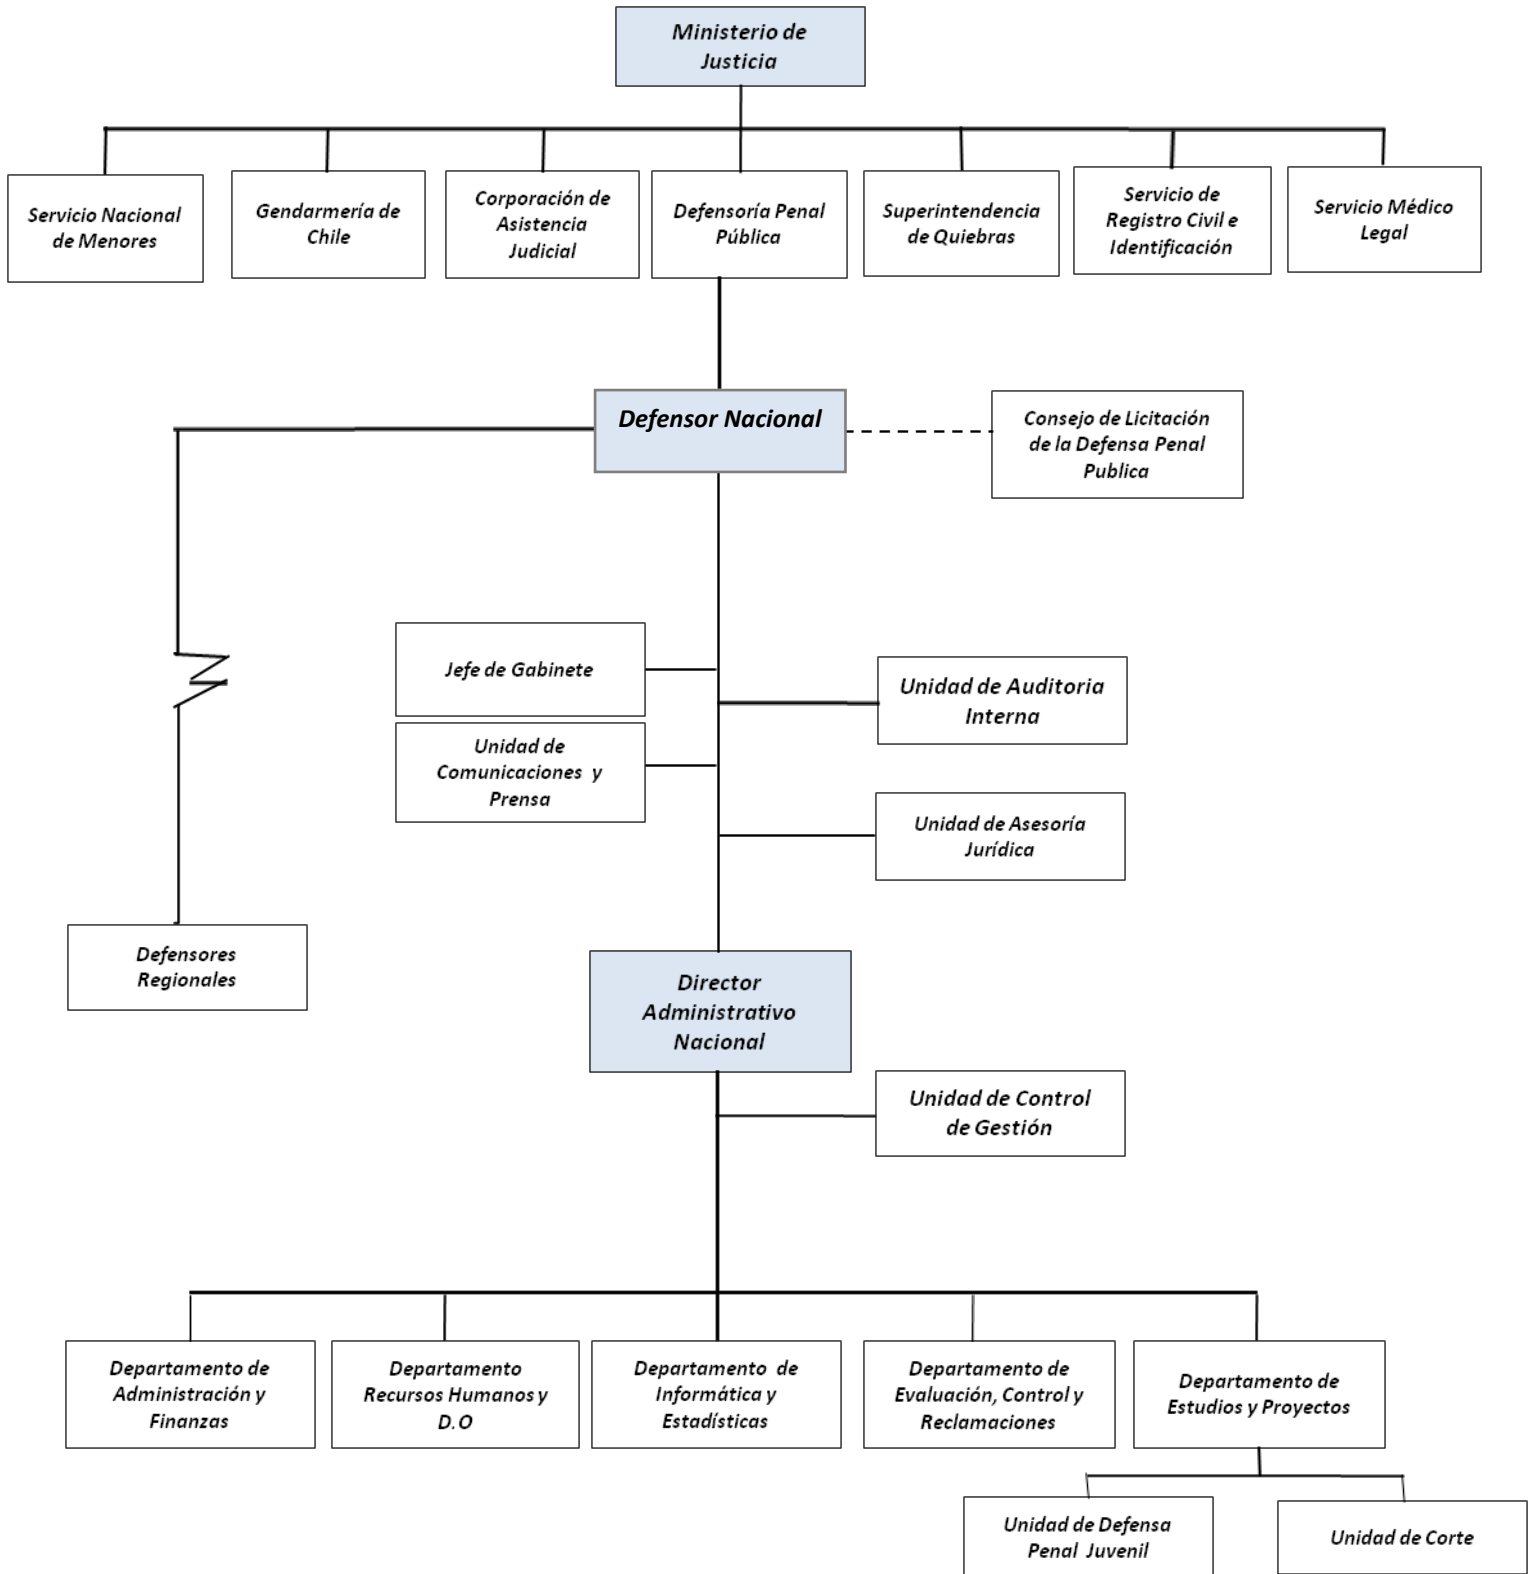 Ministerio de
Justicia
Servicio Nacional
de Menores
Gendarmería de
Chile
Corporación de
Asistencia
Judicial
Defensoría Penal
Pública
Superintendencia
de Quiebras
Servicio de
Registro Civil e
Identificación
Servicio Médico
Legal
Defensor Nacional
Consejo de Licitación
de la Defensa Penal
Publica
Jefe de Gabinete
Unidad de Auditoria
Interna
Unidad de
Comunicaciones y
Prensa
Unidad de Asesoría
Jurídica
Defensores
Regionales
Director
Administrativo
Nacional
Unidad de Control
de Gestión
Departamento de
Administración y
Finanzas
Departamento
Recursos Humanos y
D.O
Departamento de
Informática y
Estadísticas
Departamento de
Evaluación, Control y
Reclamaciones
Departamento de
Estudios y Proyectos
Unidad de Defensa
Penal Juvenil
Unidad de Corte